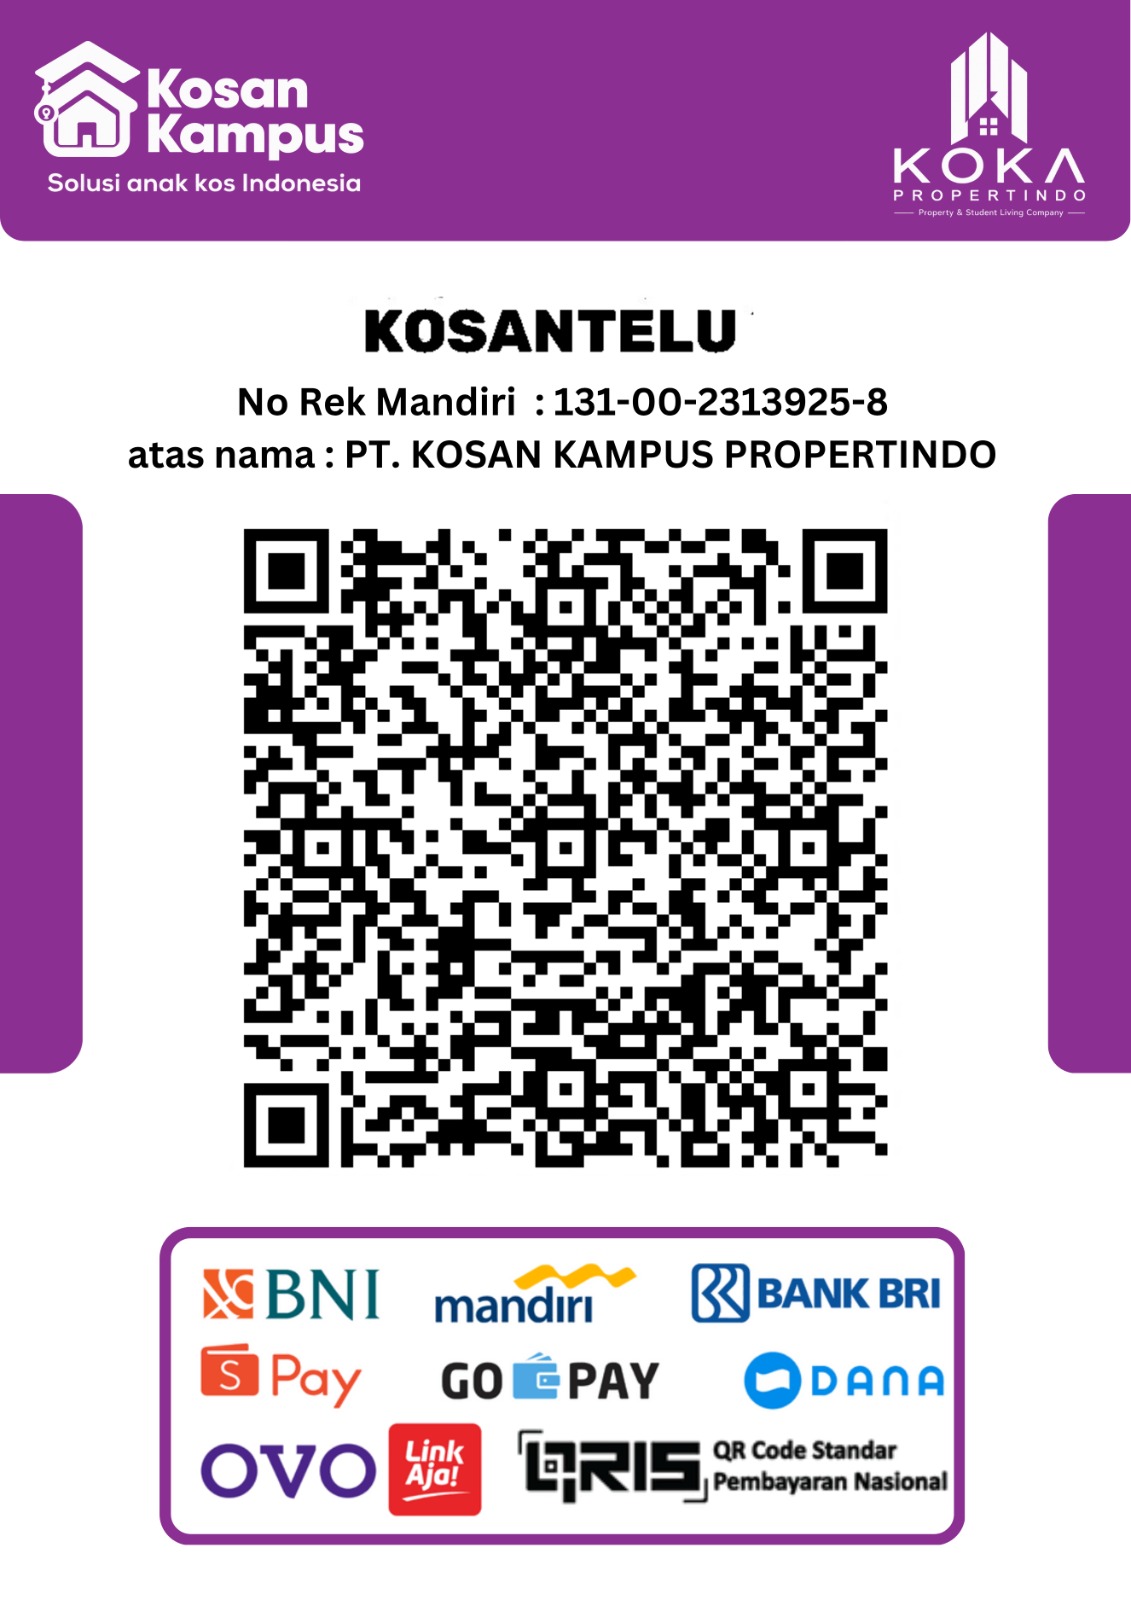 Kosan
Kampus
Solusi anak kos Indonesia
KOKA
PROPERTINDO
Property & Student Living Company
KOSANTELU
No Rek Mandiri : 131-00-2313925-8
atas nama : PT. KOSAN KAMPUS PROPERTINDO
BNI
mandırı
BANK BRI
S Pay
GO PAY
DANA
OVO
Link
Aja!
QRIS
QR Code Standar
Pembayaran Nasional